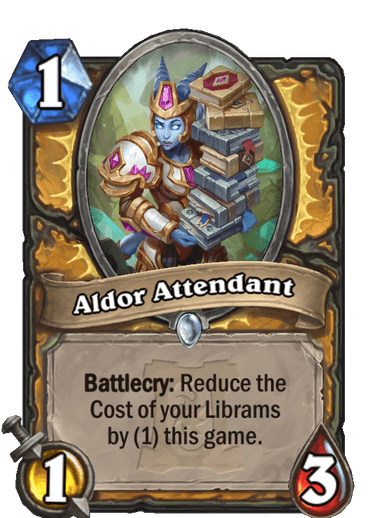 1
Aldor Attendant
Battlecry: Reduce the
Cost of your Librams
by (1) this game.
1
3